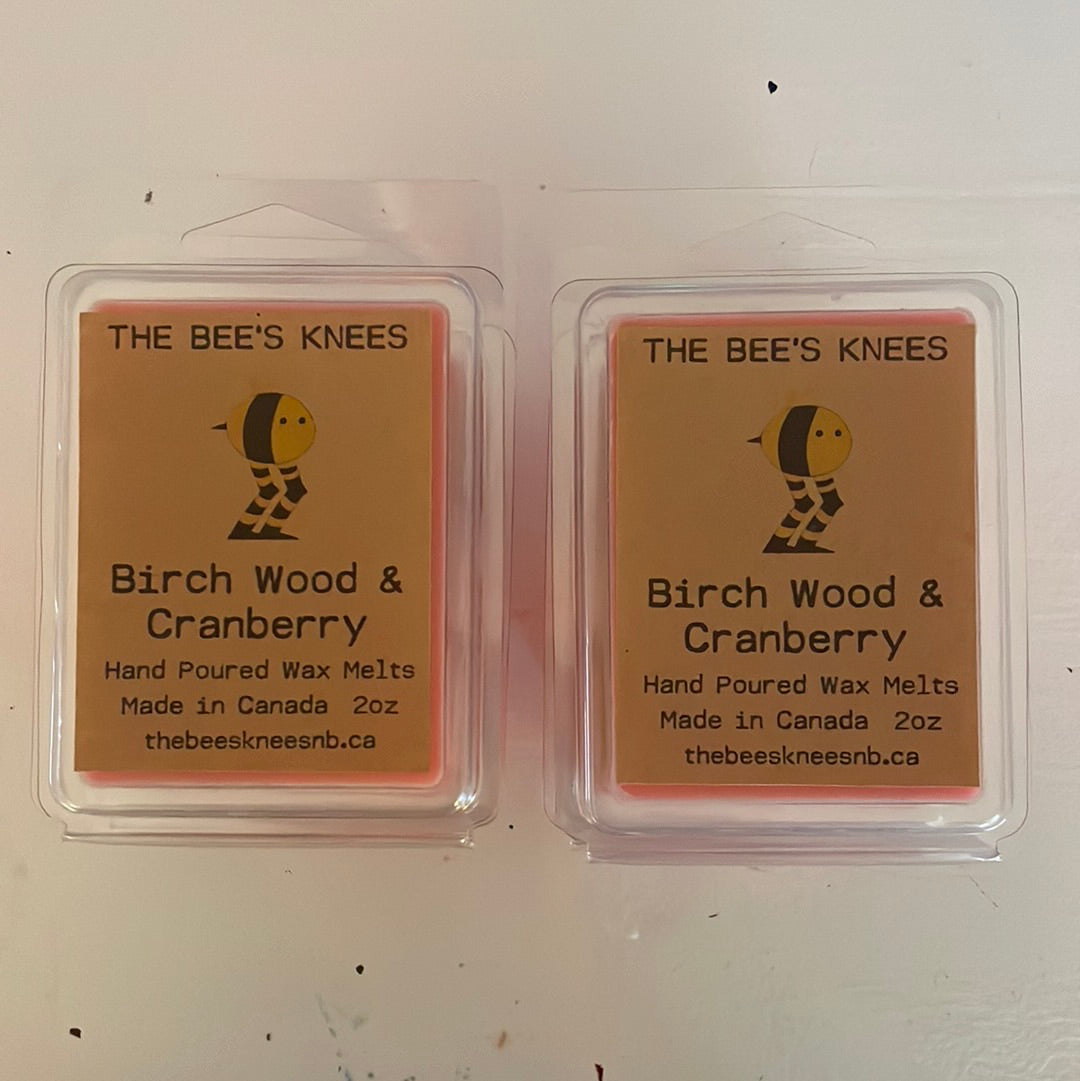 THE BEE'S KNEES
Birch Wood &
Cranberry
Hand Poured Wax Melts
Made in Canada 2oz
thebeeskneesnb.ca
THE BEE'S KNEES
Birch Wood &
Cranberry
Hand Poured Wax Melts
Made in Canada 2oz
thebeeskneesnb.ca